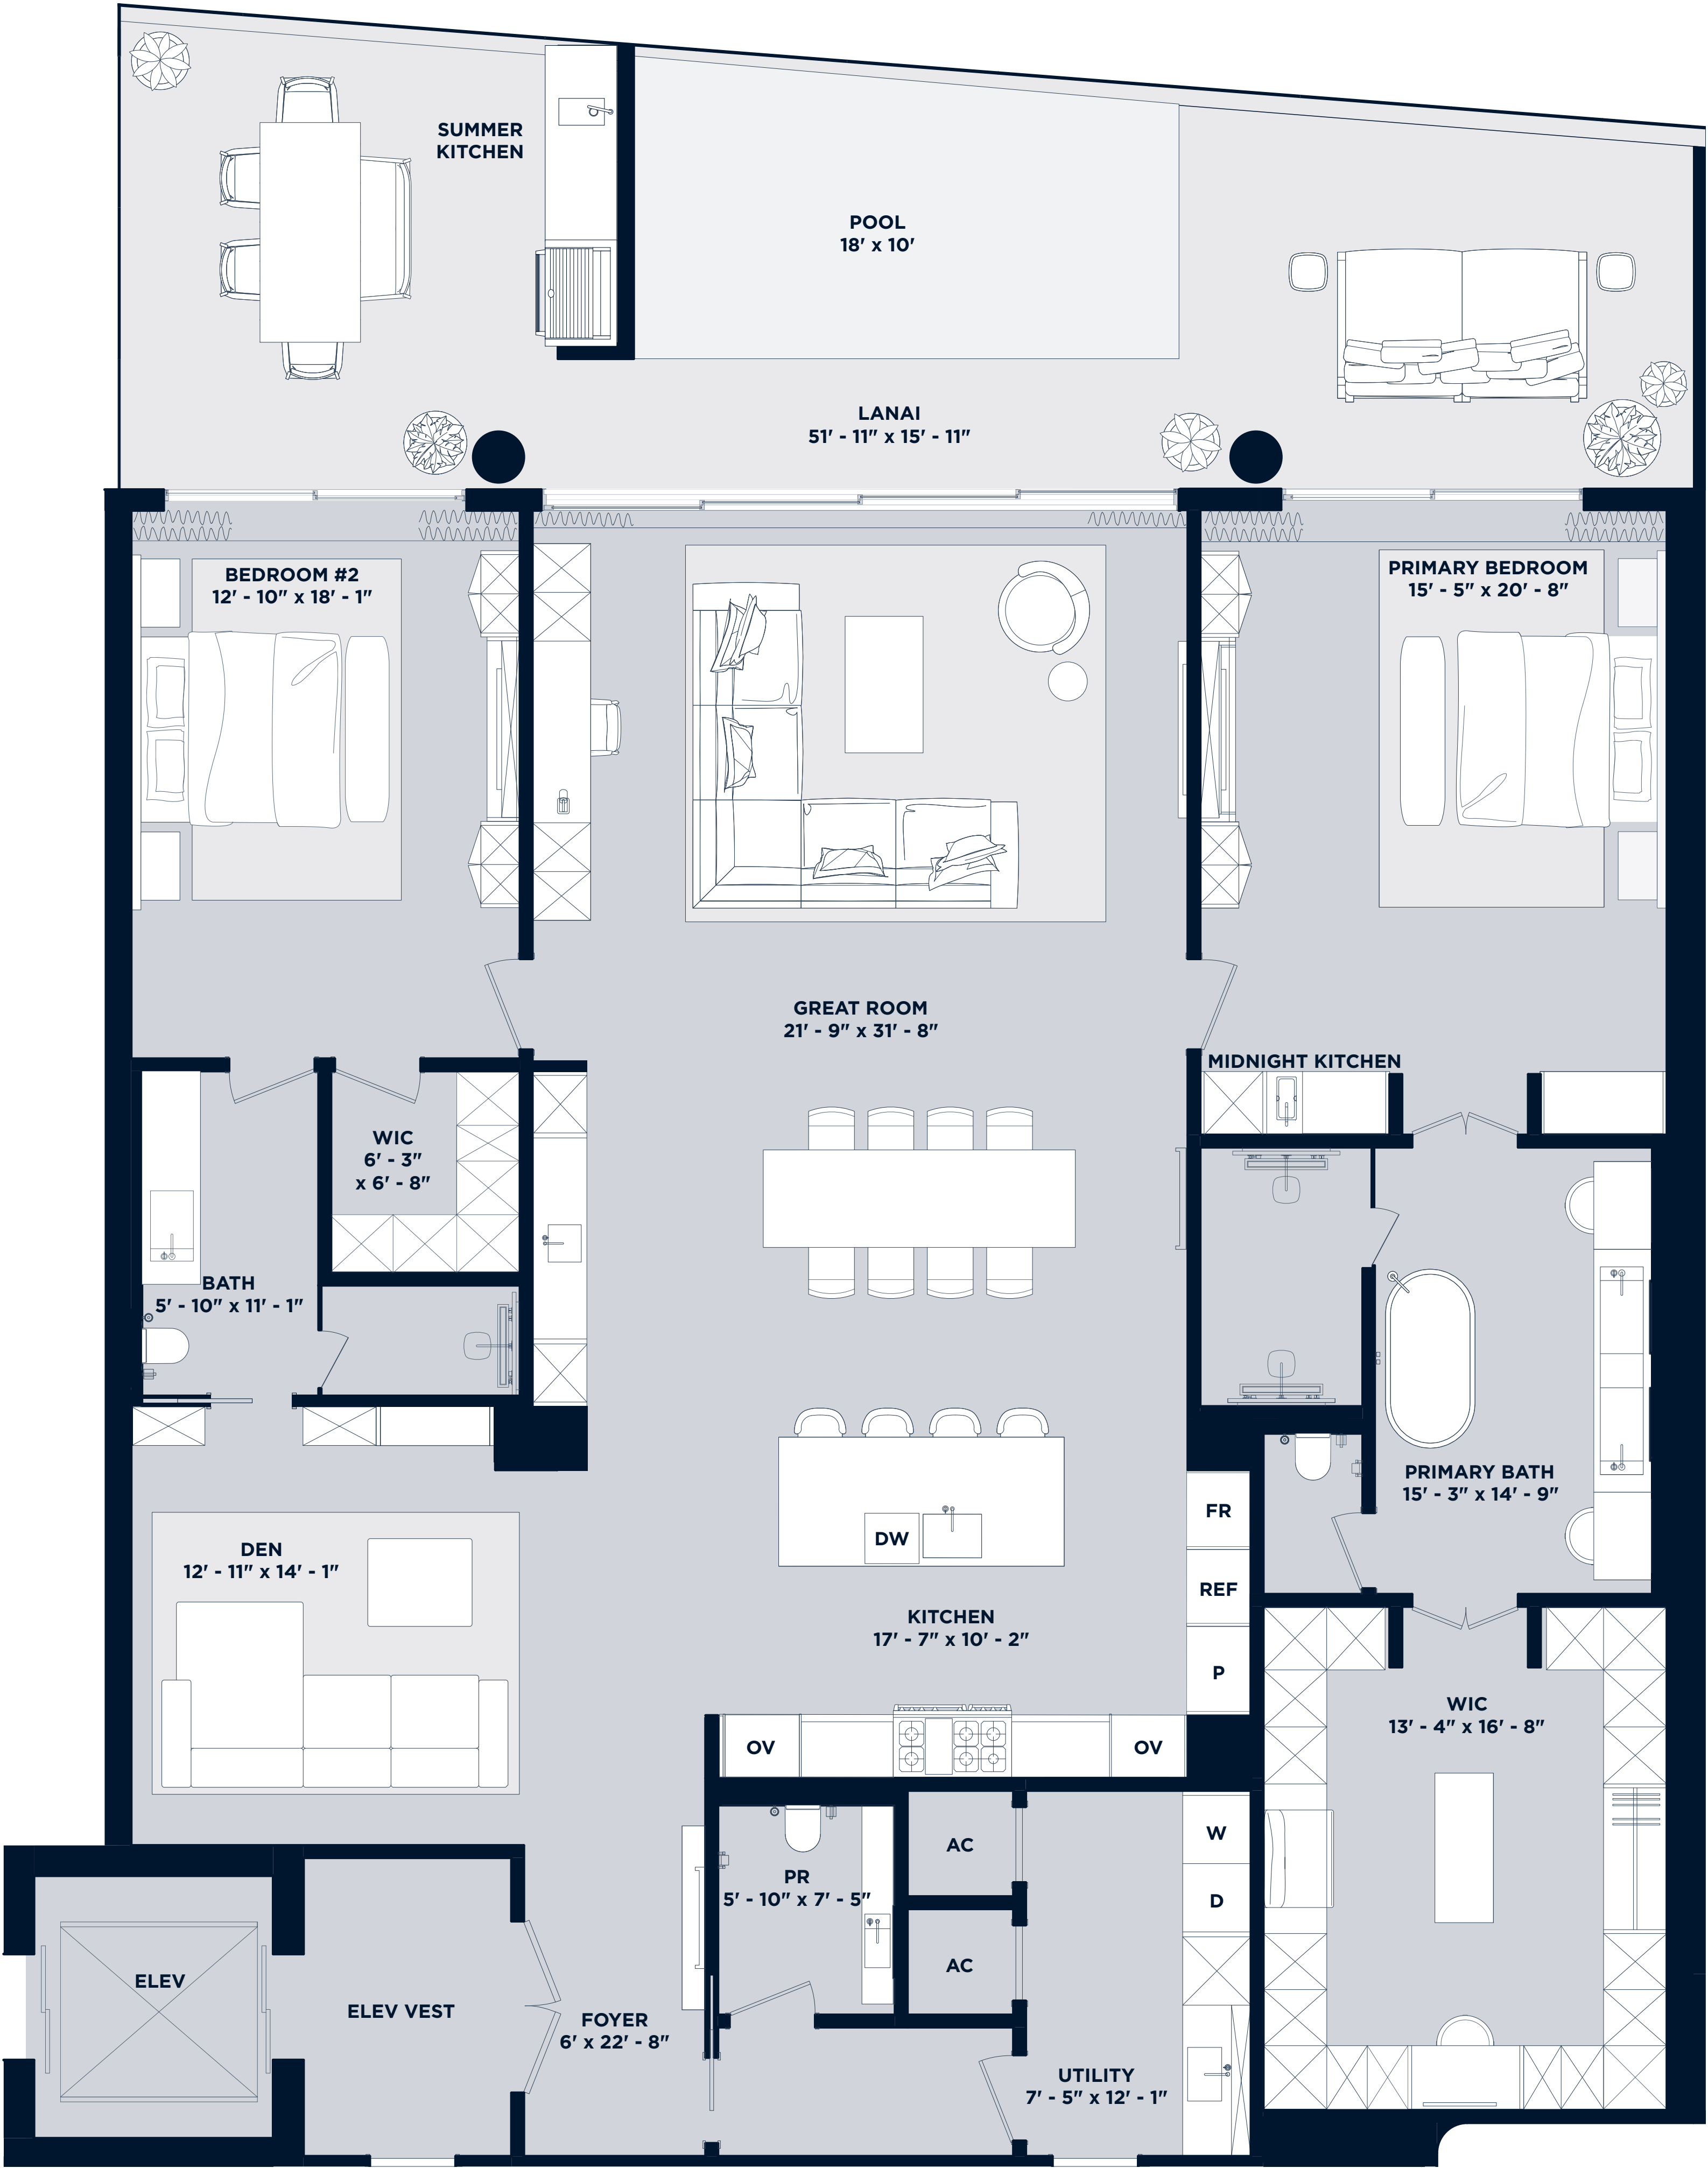 SUMMER
KITCHEN
POOL
18' x 10'
LANAI
51' - 11" x 15' - 11"
BEDROOM #2
12' - 10" x 18' - 1"
PRIMARY BEDROOM
15' - 5" x 20' - 8"
GREAT ROOM
21' - 9" x 31' - 8"
MIDNIGHT KITCHEN
WIC
6' - 3"
x 6' - 8"
BATH
5' - 10" x 11' - 1"
PRIMARY BATH
15' - 3" x 14' - 9"
FR
DW
DEN
12' - 11" x 14' - 1"
REF
KITCHEN
17' - 7" x 10' - 2"
P
WIC
13' - 4" x 16' - 8"
OV
OV
W
AC
PR
5' - 10" x 7' - 5"
D
AC
ELEV
ELEV VEST
FOYER
6' x 22' - 8"
UTILITY
7' - 5" x 12' - 1"